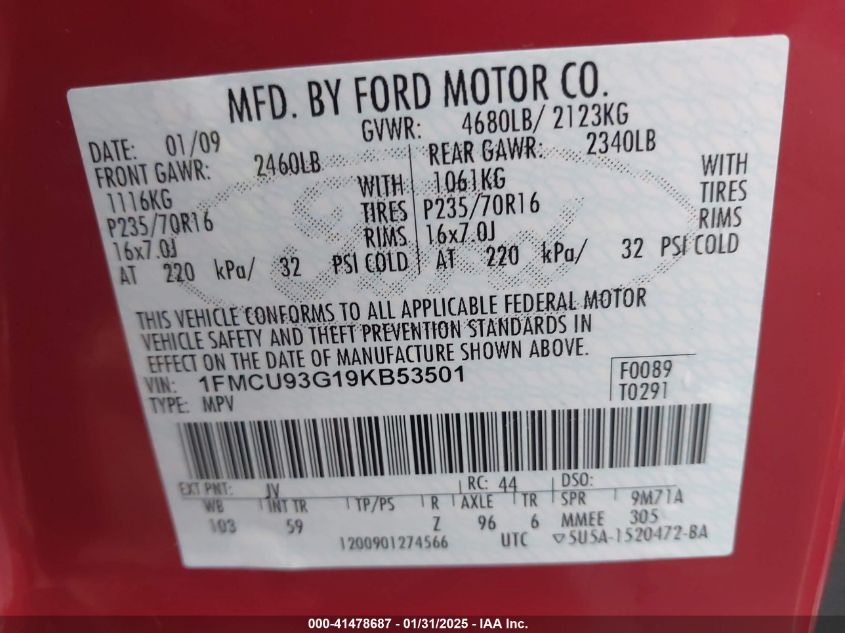 MFD. BY FORD MOTOR CO.
DATE: 01/09 GVWR: 4680LB/ 2123KG
FRONT GAWR: 2460LB REAR GAWR: 2340LB
1116KG WITH 1061KG WITH
P235/70R16 TIRES P235/70R16 TIRES
16x7.0J RIMS 16x7.0J RIMS
AT 220 kPa/ 32 PSI COLD AT 220 kPa/ 32 PSI COLD
THIS VEHICLE CONFORMS TO ALL APPLICABLE FEDERAL MOTOR
VEHICLE SAFETY AND THEFT PREVENTION STANDARDS IN
EFFECT ON THE DATE OF MANUFACTURE SHOWN ABOVE.
VIN: 1FMCU93G19KB53501 F0089
TYPE: MPV T0291
EXT PNT: JV RC: 44 DSO:
WB INT TR TP/PS R AXLE TR SPR 9M71A
103 59 Z 96 6 MMEE 305
1200901274566 UTC ▽5U5A-1520472-BA
000-41478687 - 01/31/2025 - IAA Inc.